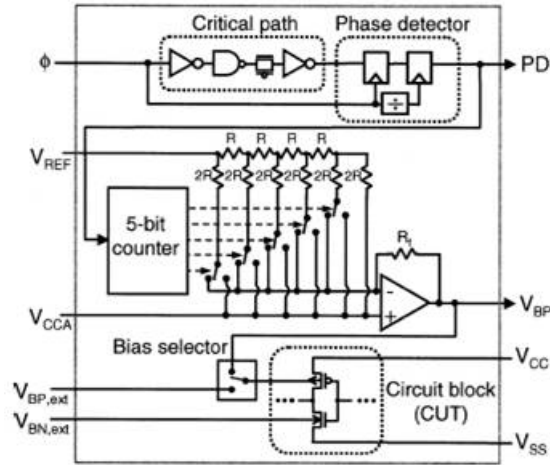 Critical path
Phase detector
ϕ
÷
PD
V_REF
R R R R
2R 2R 2R 2R 2R 2R
5-bit
counter
R_f
-
+
V_CCA
V_BP
Bias selector
V_CC
V_BP,ext
Circuit block
(CUT)
V_BN,ext
V_SS